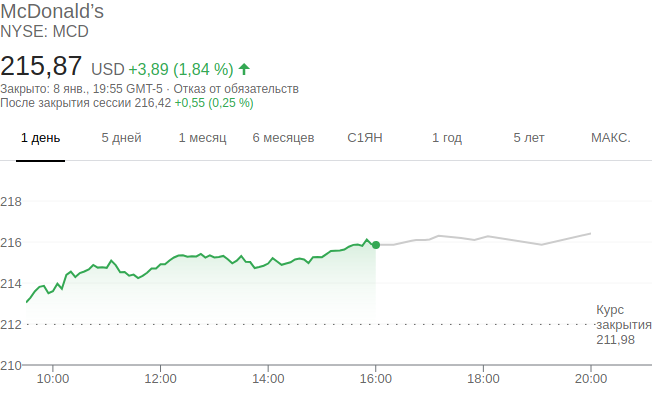 McDonald’s
NYSE: MCD
215,87 USD +3,89 (1,84 %)
Закрыто: 8 янв., 19:55 GMT-5 · Отказ от обязательств
После закрытия сессии 216,42 +0,55 (0,25 %)
1 день 5 дней 1 месяц 6 месяцев С1ЯН 1 год 5 лет МАКС.
218
216
214
Курс
212 закрытия
211,98
210
10:00 12:00 14:00 16:00 18:00 20:00